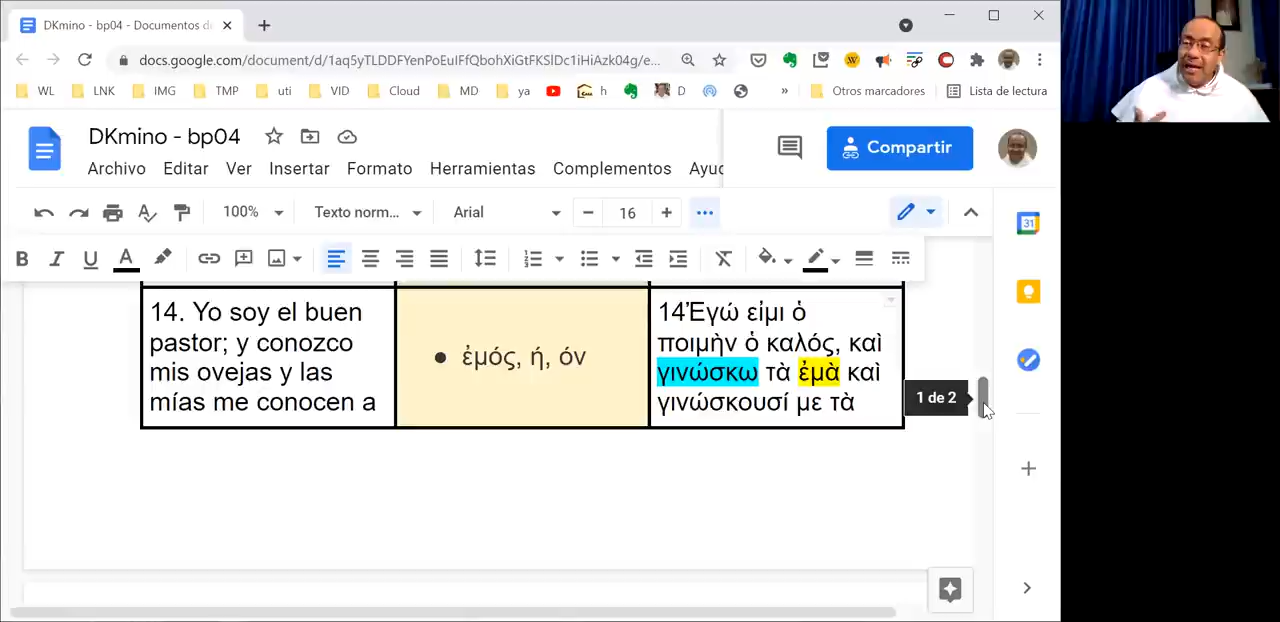 DKmino - bp04 - Documentos d
docs.google.com/document/d/1aq5yTLDDFYenPoEuIFfQbohXiGtFKSlDc1iHiAzk04g/e...
WL LNK IMG TMP uti VID Cloud MD ya h D » Otros marcadores Lista de lectura
DKmino - bp04
Compartir
Archivo Editar Ver Insertar Formato Herramientas Complementos Ayuc
100% Texto norm... Arial 16
B I U A
31
14. Yo soy el buen
pastor; y conozco
mis ovejas y las
mías me conocen a
ἐμός, ή, όν
14Ἐγώ εἰμι ὁ
ποιμὴν ὁ καλός, καὶ
γινώσκω τὰ ἐμὰ καὶ
γινώσκουσί με τὰ
1 de 2